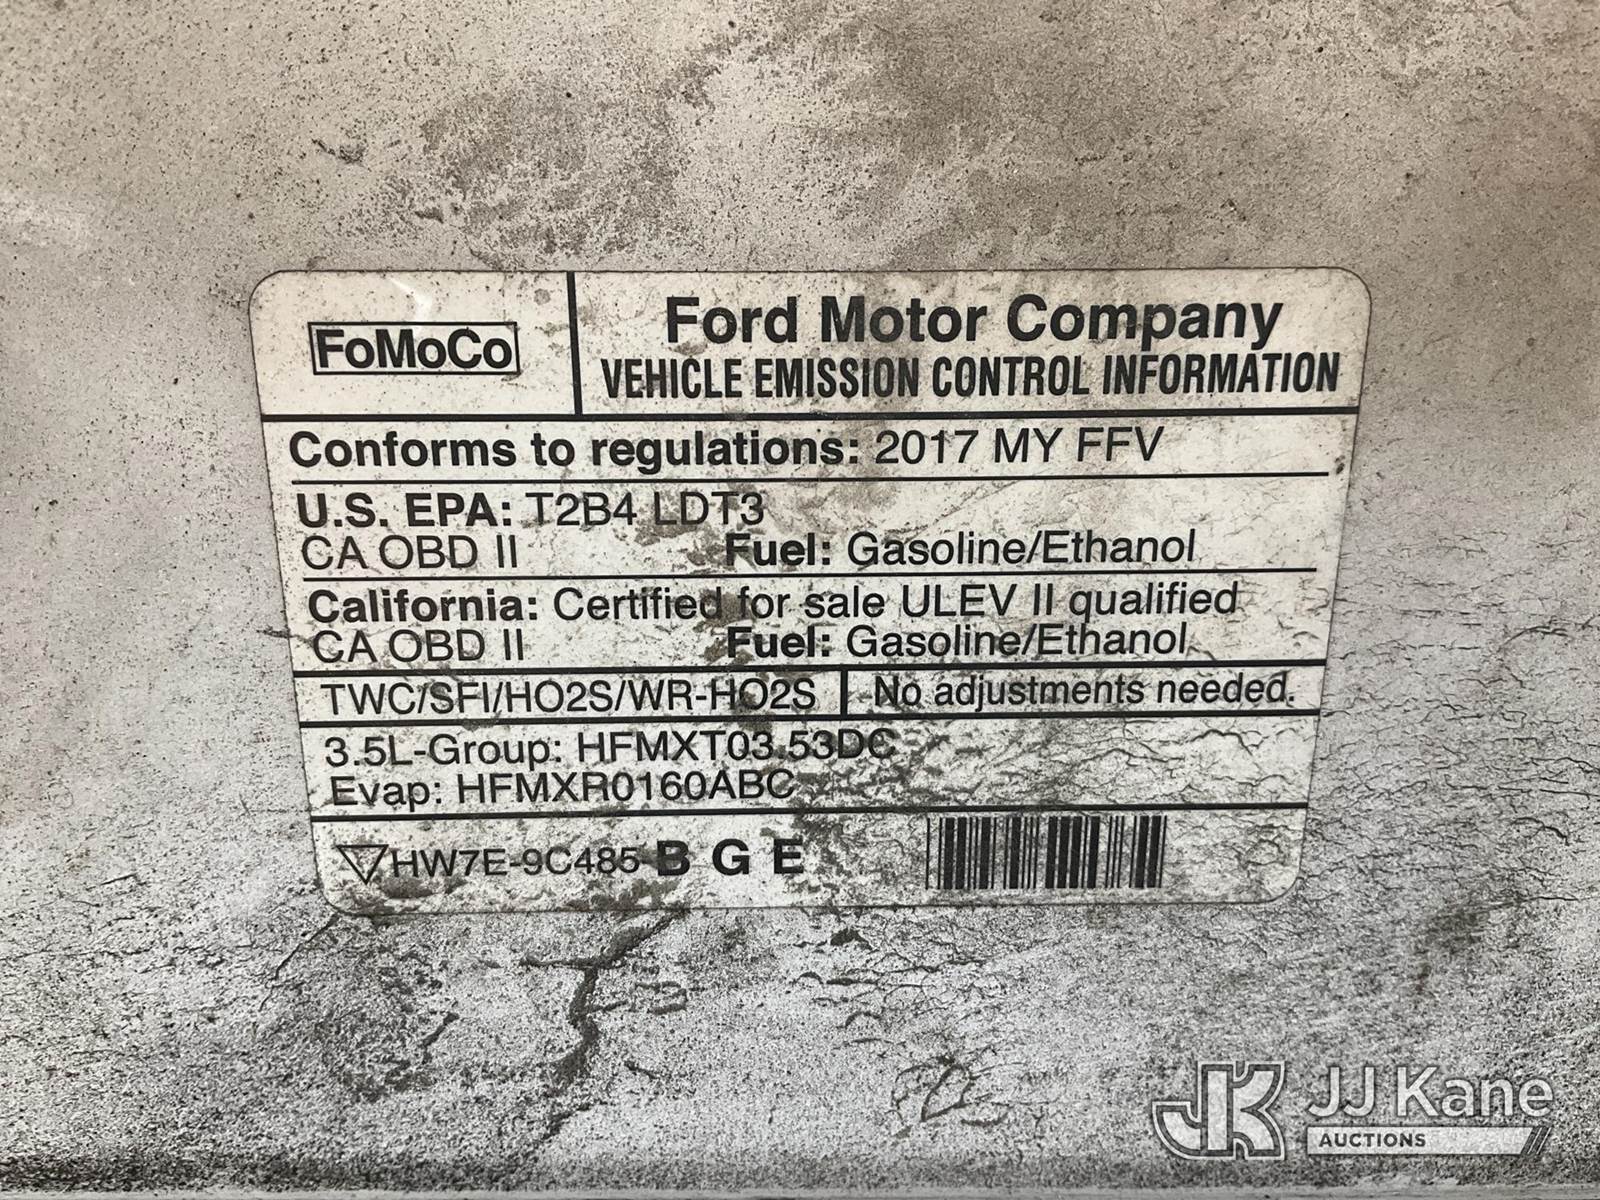 FoMoCo
Ford Motor Company
VEHICLE EMISSION CONTROL INFORMATION
Conforms to regulations: 2017 MY FFV
U.S. EPA: T2B4 LDT3
CA OBD II Fuel: Gasoline/Ethanol
California: Certified for sale ULEV II qualified
CA OBD II Fuel: Gasoline/Ethanol
TWC/SFI/HO2S/WR-HO2S No adjustments needed.
3.5L-Group: HFMXT03.53DC
Evap: HFMXR0160ABC
HW7E-9C485 B G E
JK JJ Kane
AUCTIONS